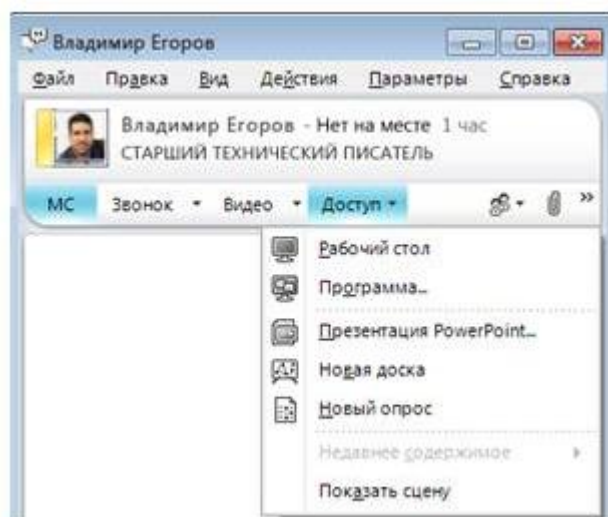 Владимир Егоров
Файл Правка Вид Действия Параметры Справка
Владимир Егоров - Нет на месте 1 час
СТАРШИЙ ТЕХНИЧЕСКИЙ ПИСАТЕЛЬ
МС Звонок Видео Доступ »
Рабочий стол
Программа...
Презентация PowerPoint...
Новая доска
Новый опрос
Недавнее содержимое
Показать сцену